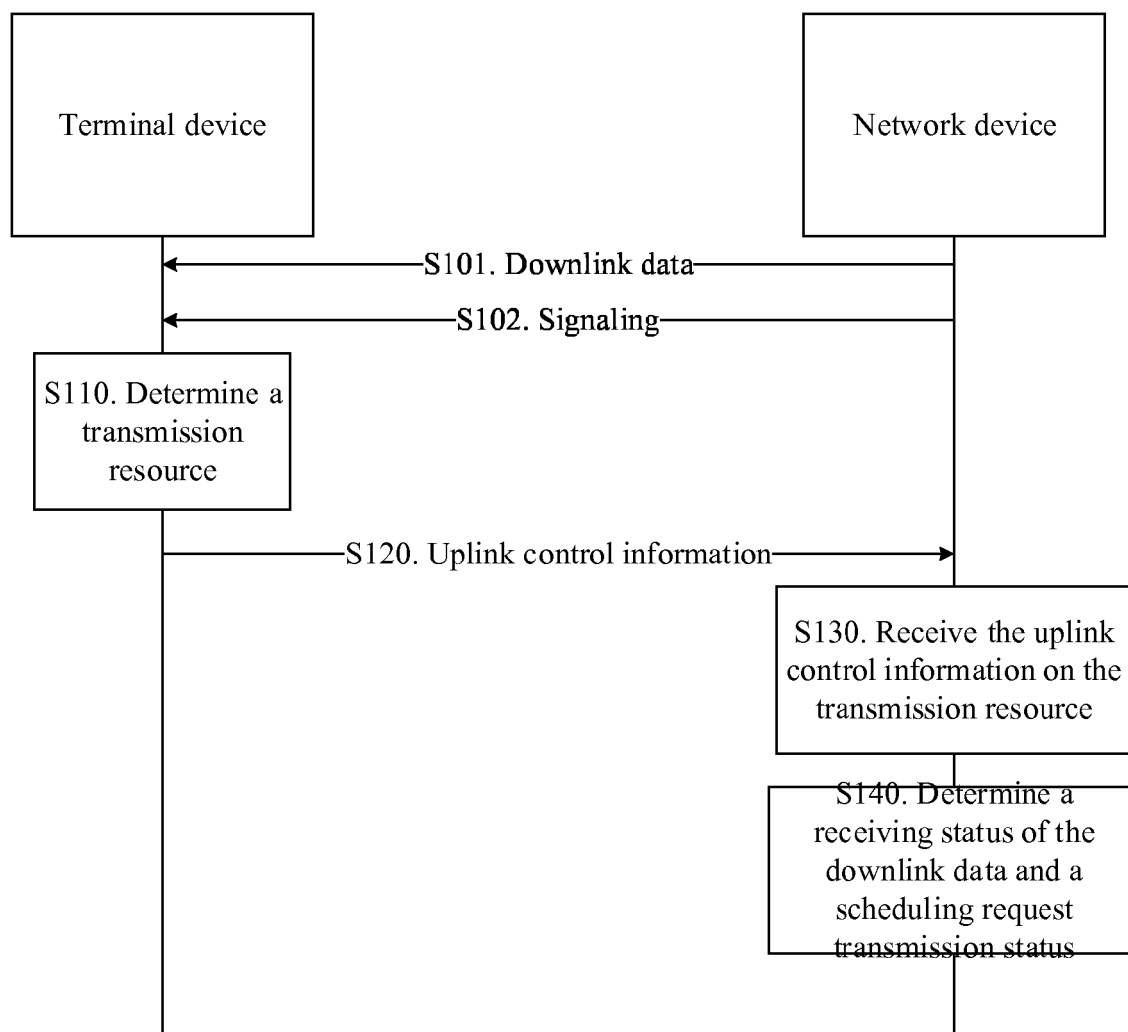 Terminal device
Network device
S101. Downlink data
S102. Signaling
S110. Determine a
transmission
resource
S120. Uplink control information
S130. Receive the uplink
control information on the
transmission resource
S140. Determine a
receiving status of the
downlink data and a
scheduling request
transmission status